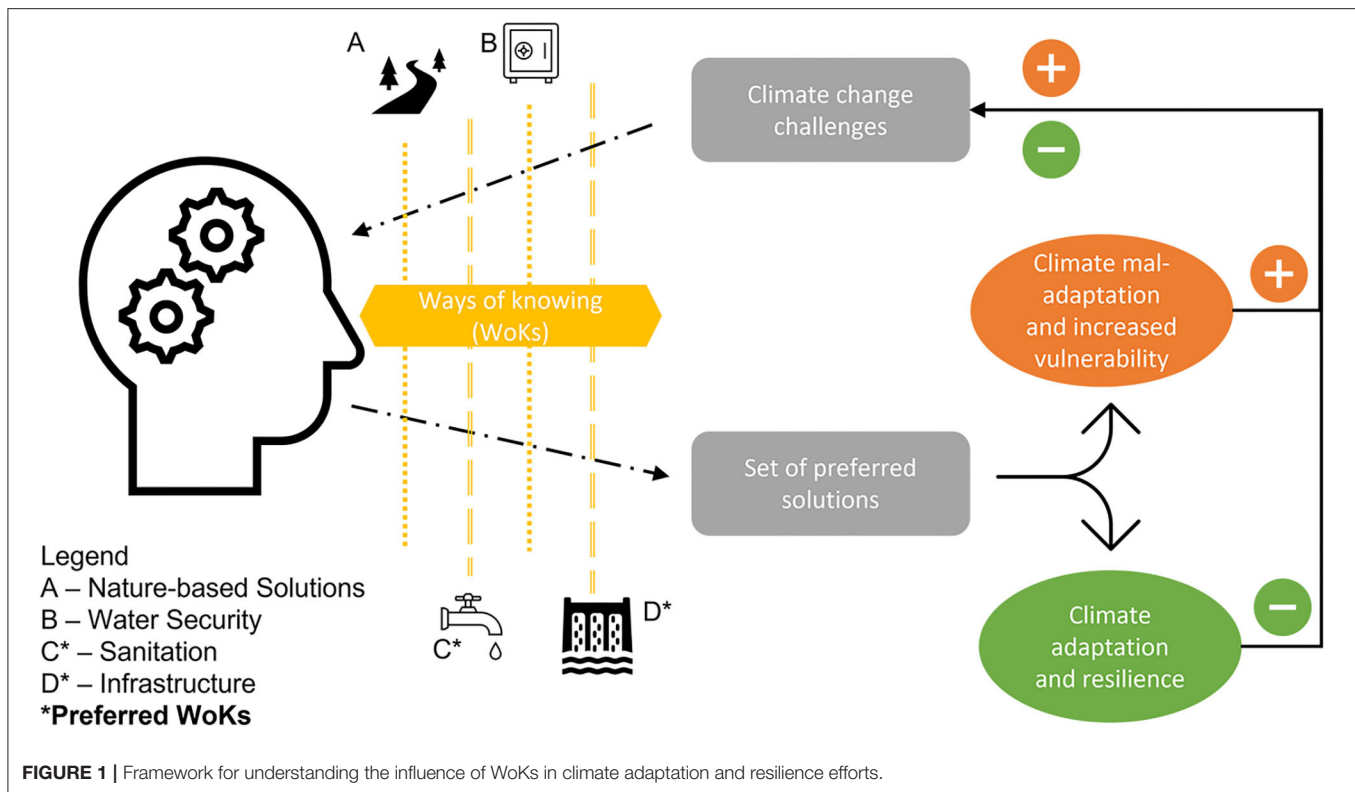 A
B
Climate change
challenges
+
−
Ways of knowing
(WoKs)
Climate mal-
adaptation
and increased
vulnerability
+
Set of preferred
solutions
Climate
adaptation
and resilience
−
C*
D*
Legend
A – Nature-based Solutions
B – Water Security
C* – Sanitation
D* – Infrastructure
*Preferred WoKs
FIGURE 1 | Framework for understanding the influence of WoKs in climate adaptation and resilience efforts.